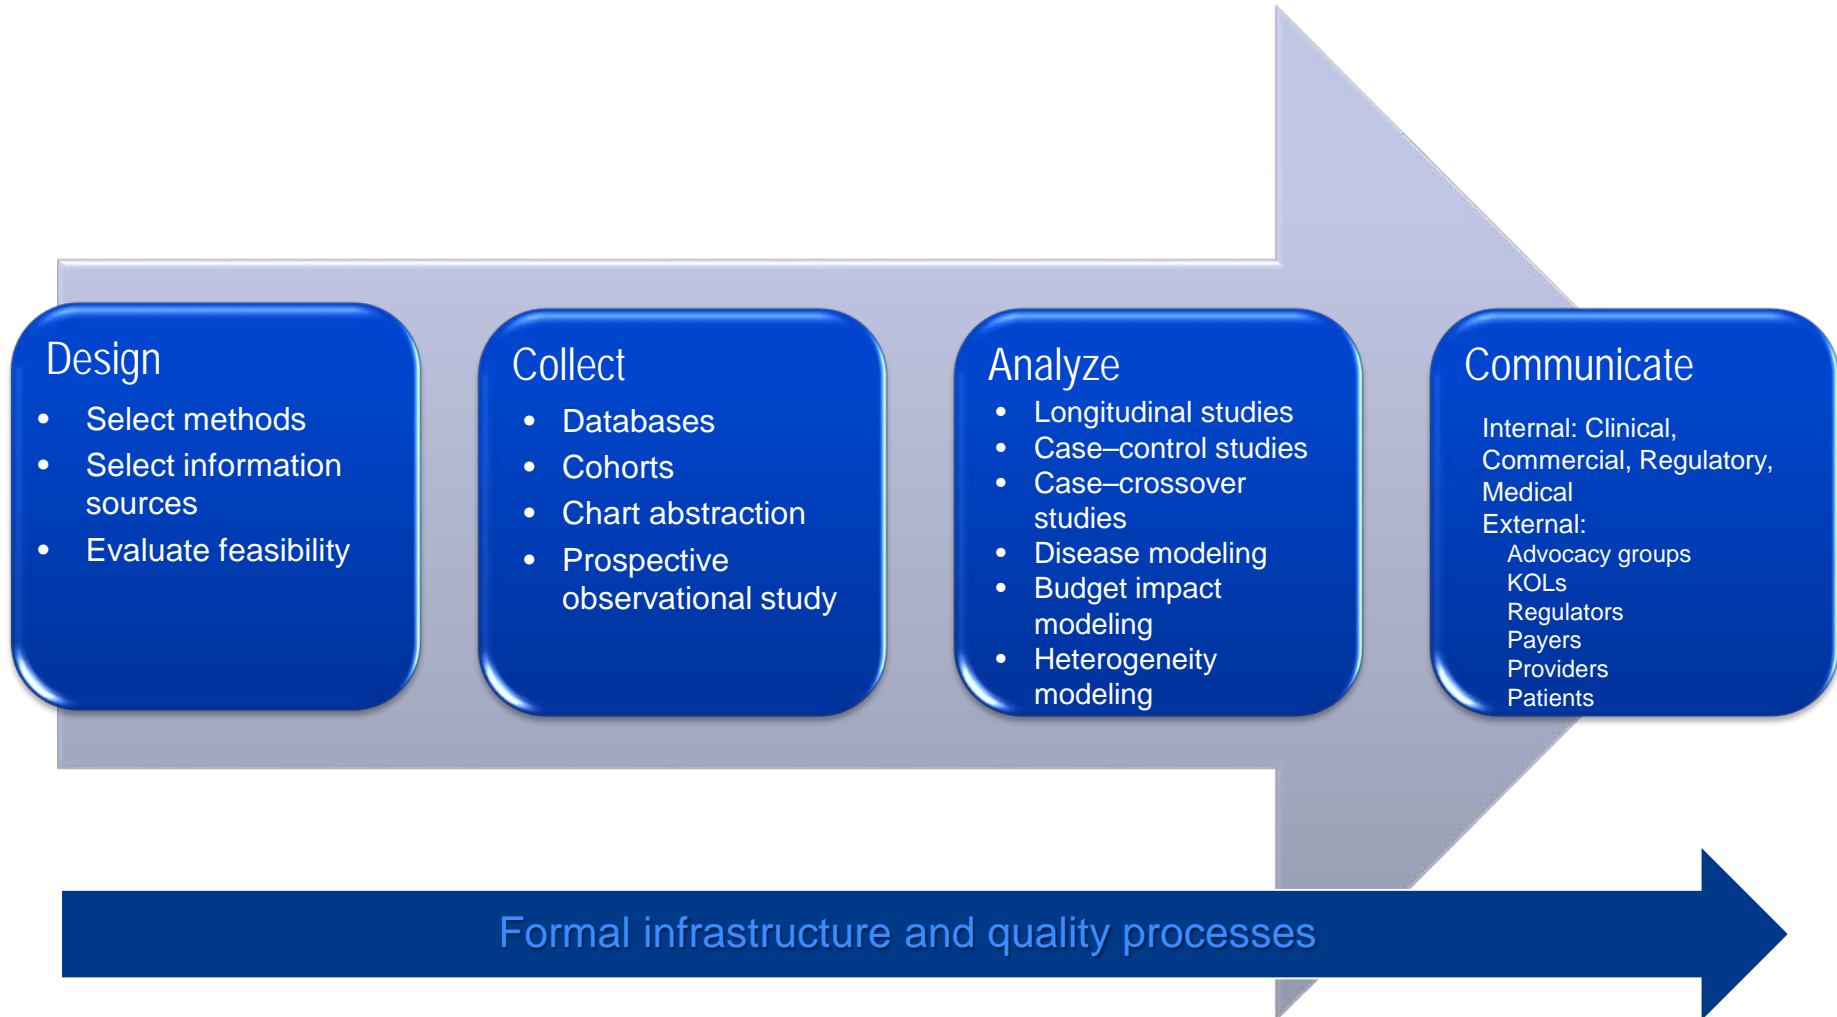 Design
• Select methods
• Select information
sources
• Evaluate feasibility
Collect
• Databases
• Cohorts
• Chart abstraction
• Prospective
observational study
Analyze
• Longitudinal studies
• Case–control studies
• Case–crossover
studies
• Disease modeling
• Budget impact
modeling
• Heterogeneity
modeling
Communicate
Internal: Clinical,
Commercial, Regulatory,
Medical
External:
Advocacy groups
KOLs
Regulators
Payers
Providers
Patients
Formal infrastructure and quality processes